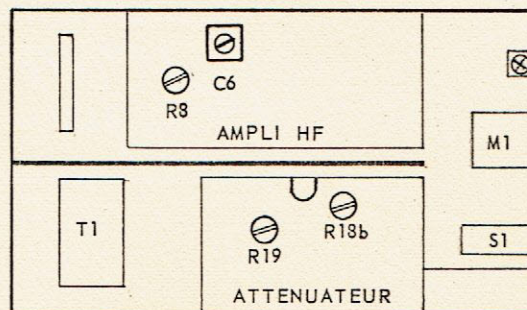 C6
R8
AMPLI HF
M1
T1
R18b
R19
S1
ATTENUATEUR